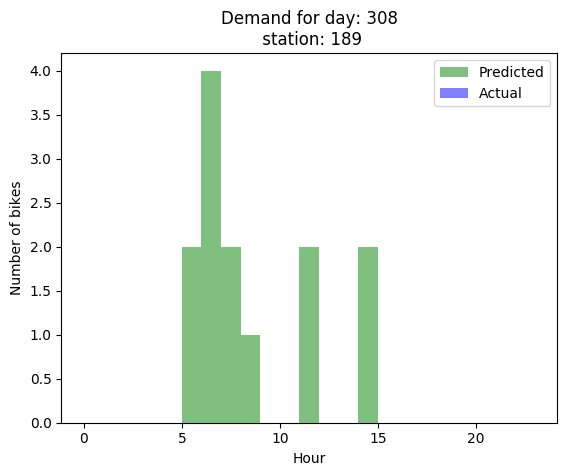 Demand for day: 308
station: 189
Predicted
Actual
4.0
3.5
3.0
2.5
2.0
1.5
1.0
0.5
0.0
Number of bikes
0 5 10 15 20
Hour